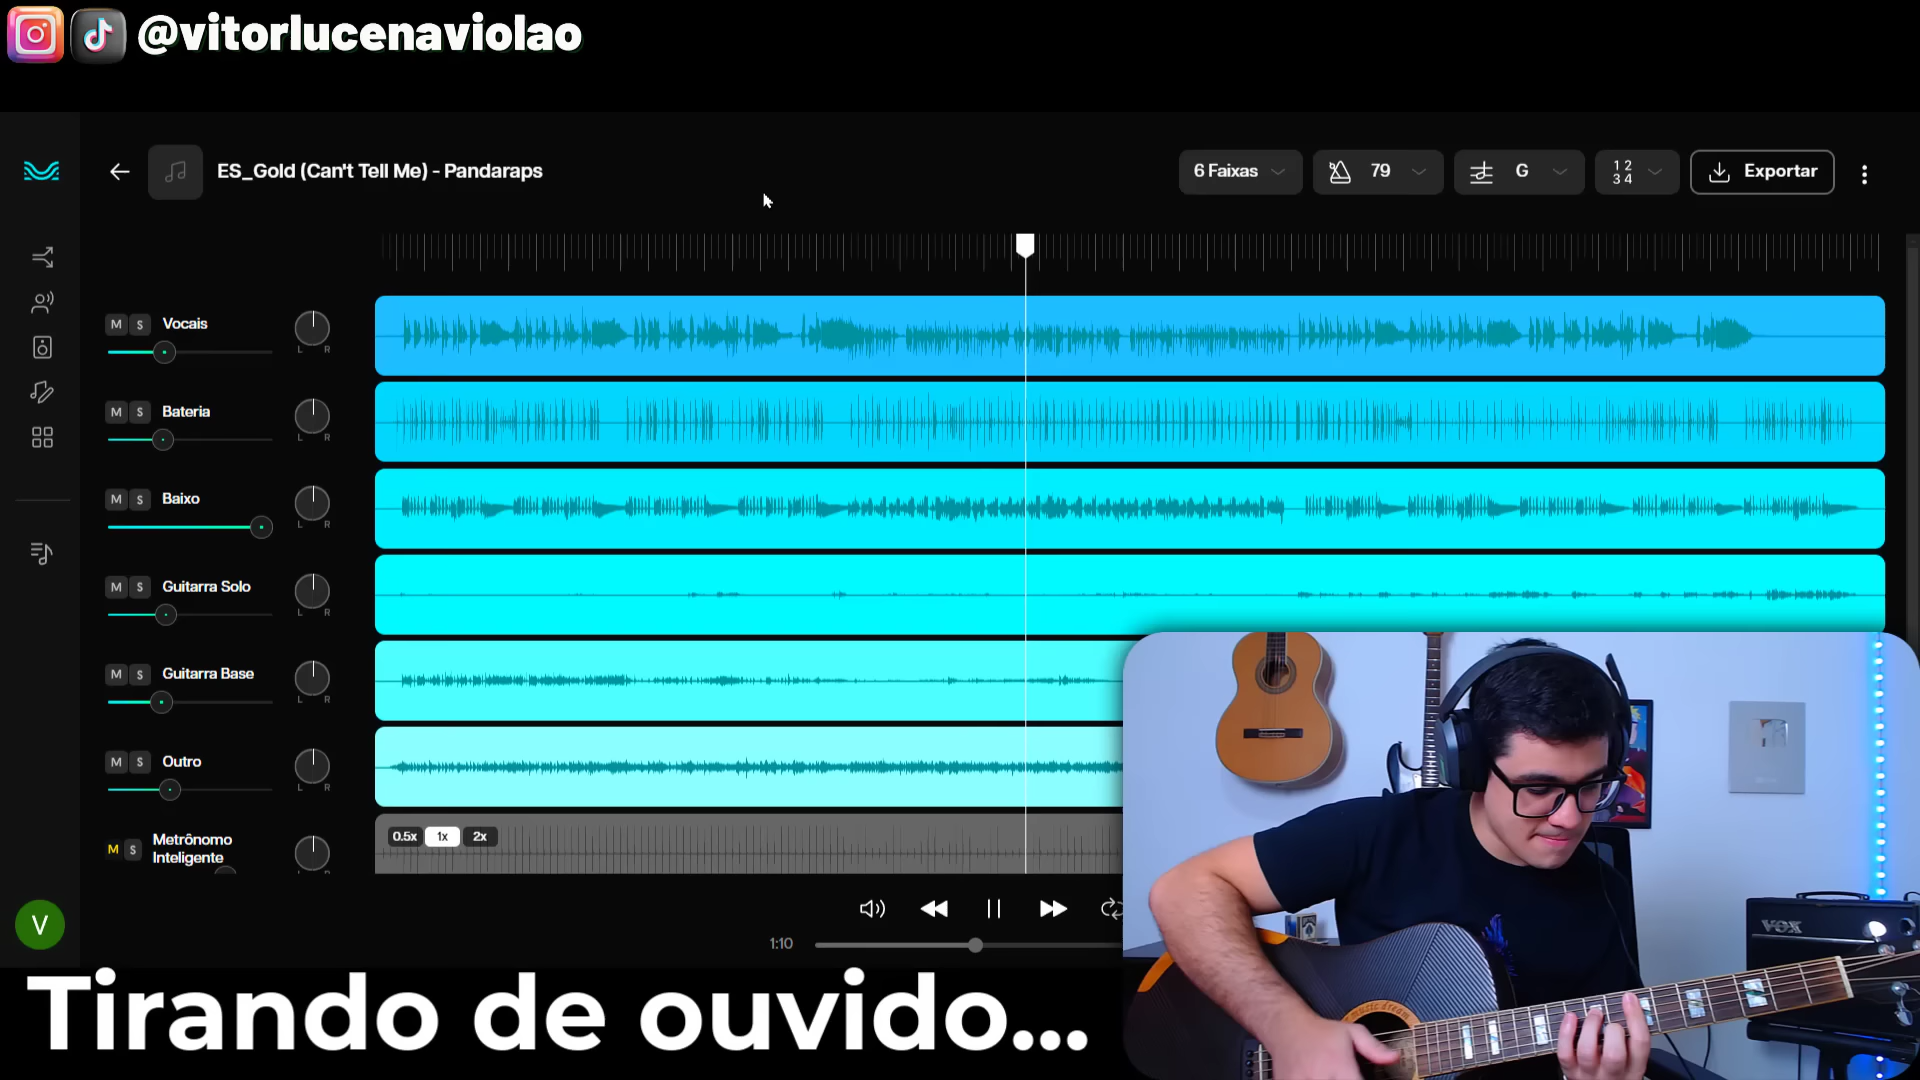 @vitorlucenaviolao
ES_Gold (Can't Tell Me) - Pandaraps
6 Faixas
79
G
1 2
3 4
Exportar
M S Vocais
L R
M S Bateria
L R
M S Baixo
L R
M S Guitarra Solo
L R
M S Guitarra Base
L R
M S Outro
L R
M S Metrônomo
Inteligente
L R
0.5x 1x 2x
V
1:10
VOX
Tirando de ouvido...